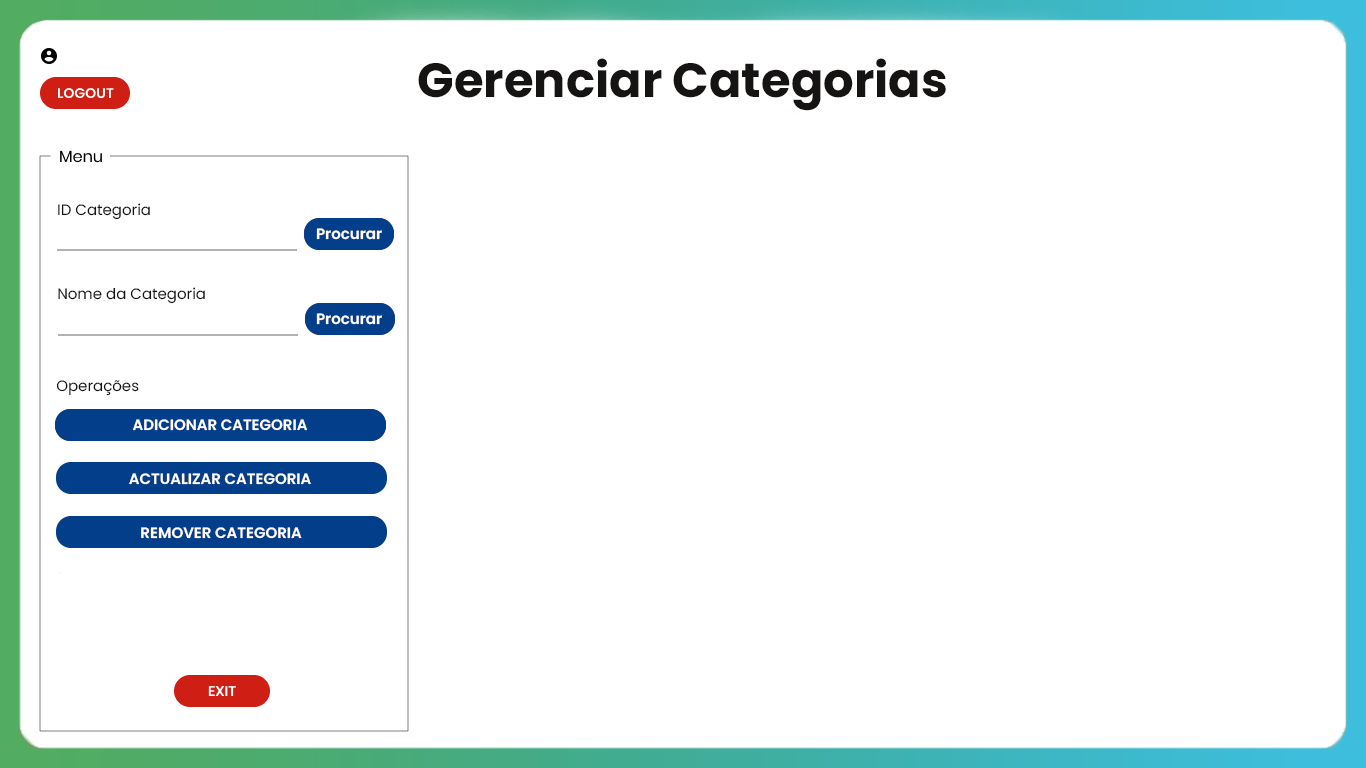 Gerenciar Categorias
LOGOUT
Menu
ID Categoria
Procurar
Nome da Categoria
Procurar
Operações
ADICIONAR CATEGORIA
ACTUALIZAR CATEGORIA
REMOVER CATEGORIA
EXIT